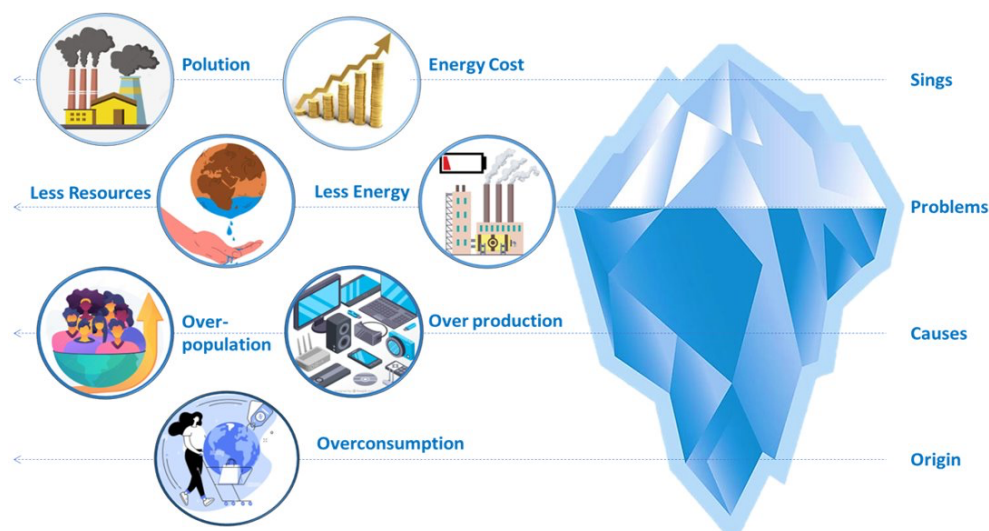 Polution
Energy Cost
Sings
Less Resources
Less Energy
Problems
Over-
population
Over production
Causes
Overconsumption
Origin